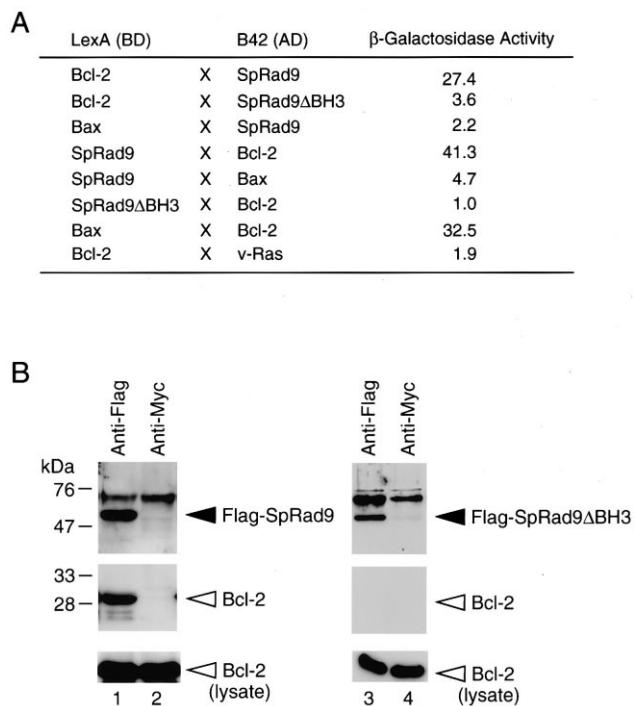 A
LexA (BD) B42 (AD) β-Galactosidase Activity
Bcl-2 X SpRad9 27.4
Bcl-2 X SpRad9ΔBH3 3.6
Bax X SpRad9 2.2
SpRad9 X Bcl-2 41.3
SpRad9 X Bax 4.7
SpRad9ΔBH3 X Bcl-2 1.0
Bax X Bcl-2 32.5
Bcl-2 X v-Ras 1.9
B
Anti-Flag Anti-Myc Anti-Flag Anti-Myc
kDa
76
47
Flag-SpRad9 Flag-SpRad9ΔBH3
33
28
Bcl-2 Bcl-2
Bcl-2 Bcl-2
(lysate) (lysate)
1 2 3 4